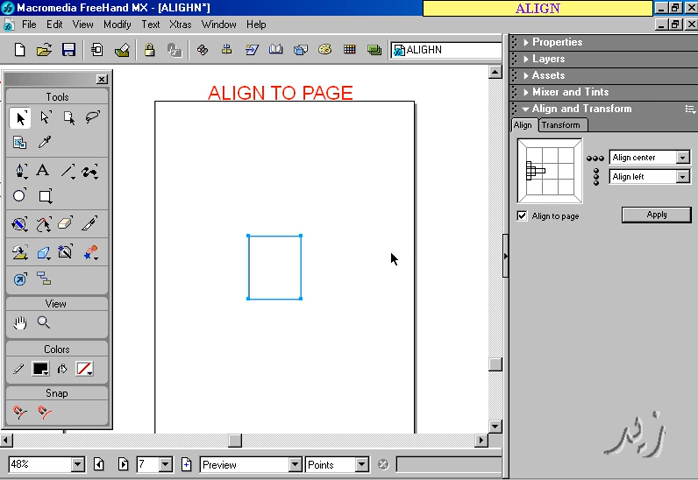 Macromedia FreeHand MX - [ALIGHN*]
ALIGN
File Edit View Modify Text Xtras Window Help
ALIGHN
Tools
View
Colors
Snap
ALIGN TO PAGE
Properties
Layers
Assets
Mixer and Tints
Align and Transform
Align Transform
Align center
Align left
Align to page Apply
زيد
48% 7 Preview Points